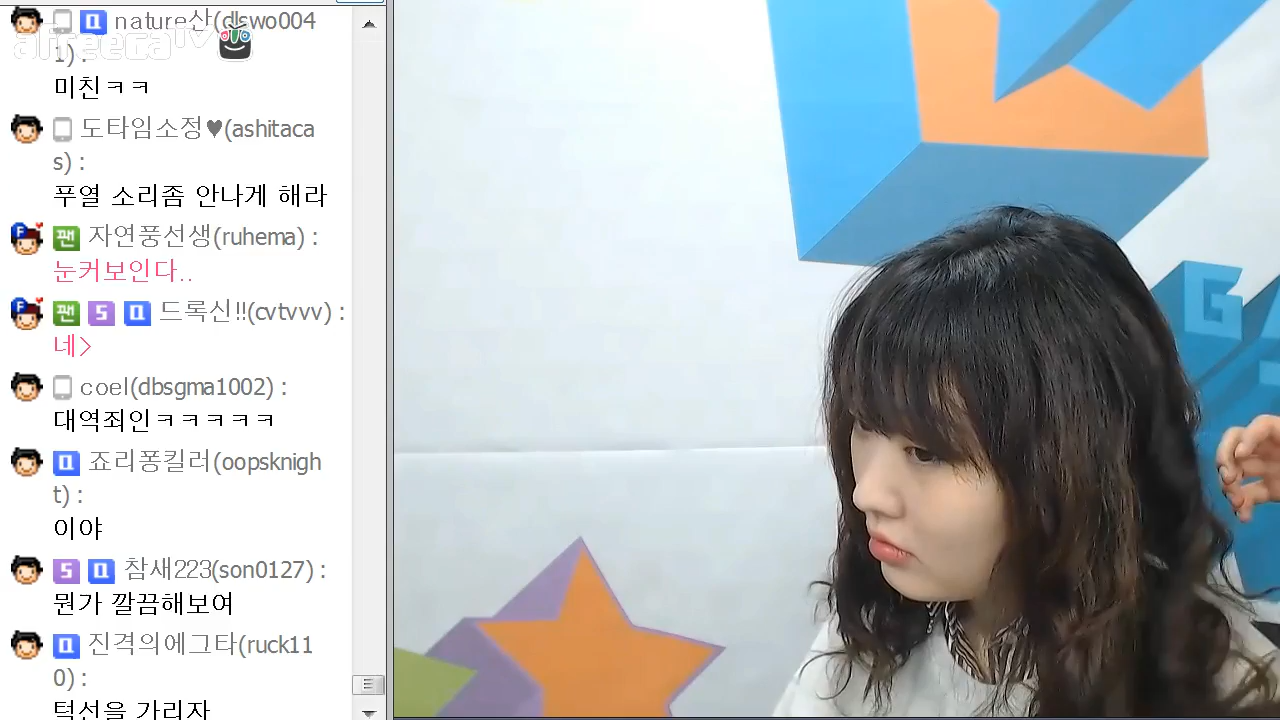 nature산(dlswo004
afreecaTV
1) :
미친ㅋㅋ
도타임소정♥(ashitaca
s) :
푸열 소리좀 안나게 해라
팬 자연풍선생(ruhema) :
눈커보인다..
팬 S Q 드록신!!(cvtvvv) :
네>
coel(dbsgma1002) :
대역죄인ㅋㅋㅋㅋㅋ
Q 죠리퐁킬러(oopsknigh
t) :
이야
S Q 참새223(son0127) :
뭔가 깔끔해보여
Q 진격의에그타(ruck11
0) :
턱선을 가리자